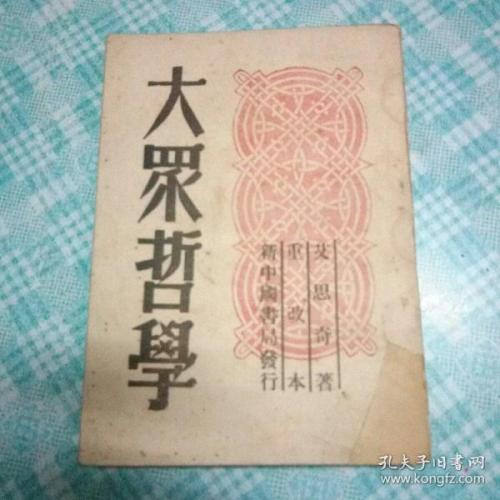 大眾哲學
艾思奇著
重改本
新中國書局發行
孔夫子旧书网
kongfz.com